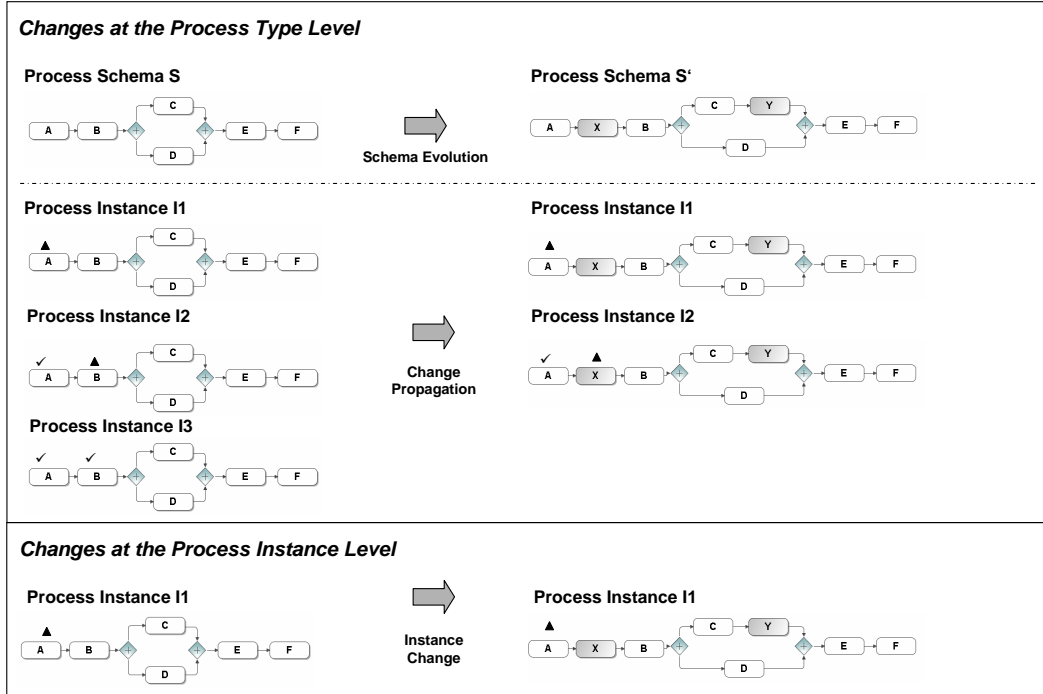 Changes at the Process Type Level
Process Schema S
Process Schema S‘
C
A B E F
D
Schema Evolution
C Y
A X B E F
D
Process Instance I1
Process Instance I1
C
A B E F
D
C Y
A X B E F
D
Process Instance I2
Process Instance I2
✓ ▲
C
A B E F
D
Change
Propagation
✓ ▲
C Y
A X B E F
D
Process Instance I3
✓ ✓
C
A B E F
D
Changes at the Process Instance Level
Process Instance I1
Process Instance I1
C
A B E F
D
Instance
Change
C Y
A X B E F
D